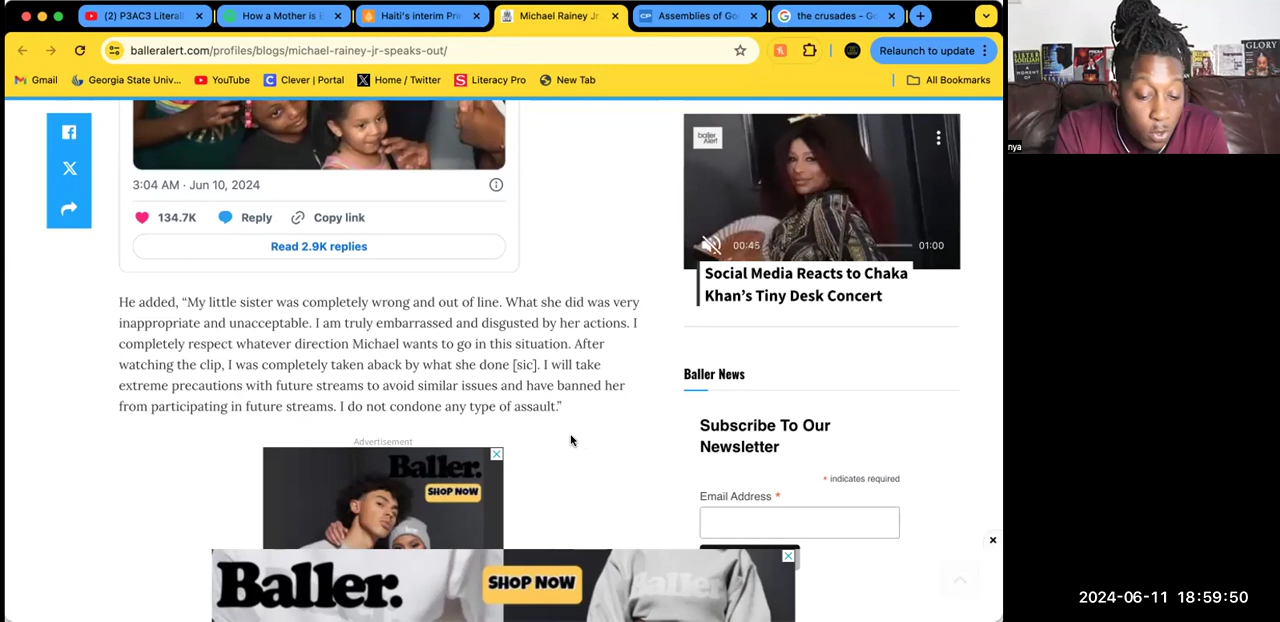 (2) P3AC3 Literall
How a Mother is
Haiti's interim Pri
Michael Rainey Jr
Assemblies of Go
the crusades - Go
balleralert.com/profiles/blogs/michael-rainey-jr-speaks-out/
Relaunch to update
Gmail
Georgia State Univ...
YouTube
Clever | Portal
Home / Twitter
Literacy Pro
New Tab
All Bookmarks
3:04 AM · Jun 10, 2024
134.7K
Reply
Copy link
Read 2.9K replies
He added, “My little sister was completely wrong and out of line. What she did was very
inappropriate and unacceptable. I am truly embarrassed and disgusted by her actions. I
completely respect whatever direction Michael wants to go in this situation. After
watching the clip, I was completely taken aback by what she done [sic]. I will take
extreme precautions with future streams to avoid similar issues and have banned her
from participating in future streams. I do not condone any type of assault.”
Advertisement
Baller.
SHOP NOW
Baller.
SHOP NOW
baller
Alert
00:45
01:00
Social Media Reacts to Chaka
Khan’s Tiny Desk Concert
Baller News
Subscribe To Our
Newsletter
* indicates required
Email Address *
nya
GLORY
2024-06-11 18:59:50